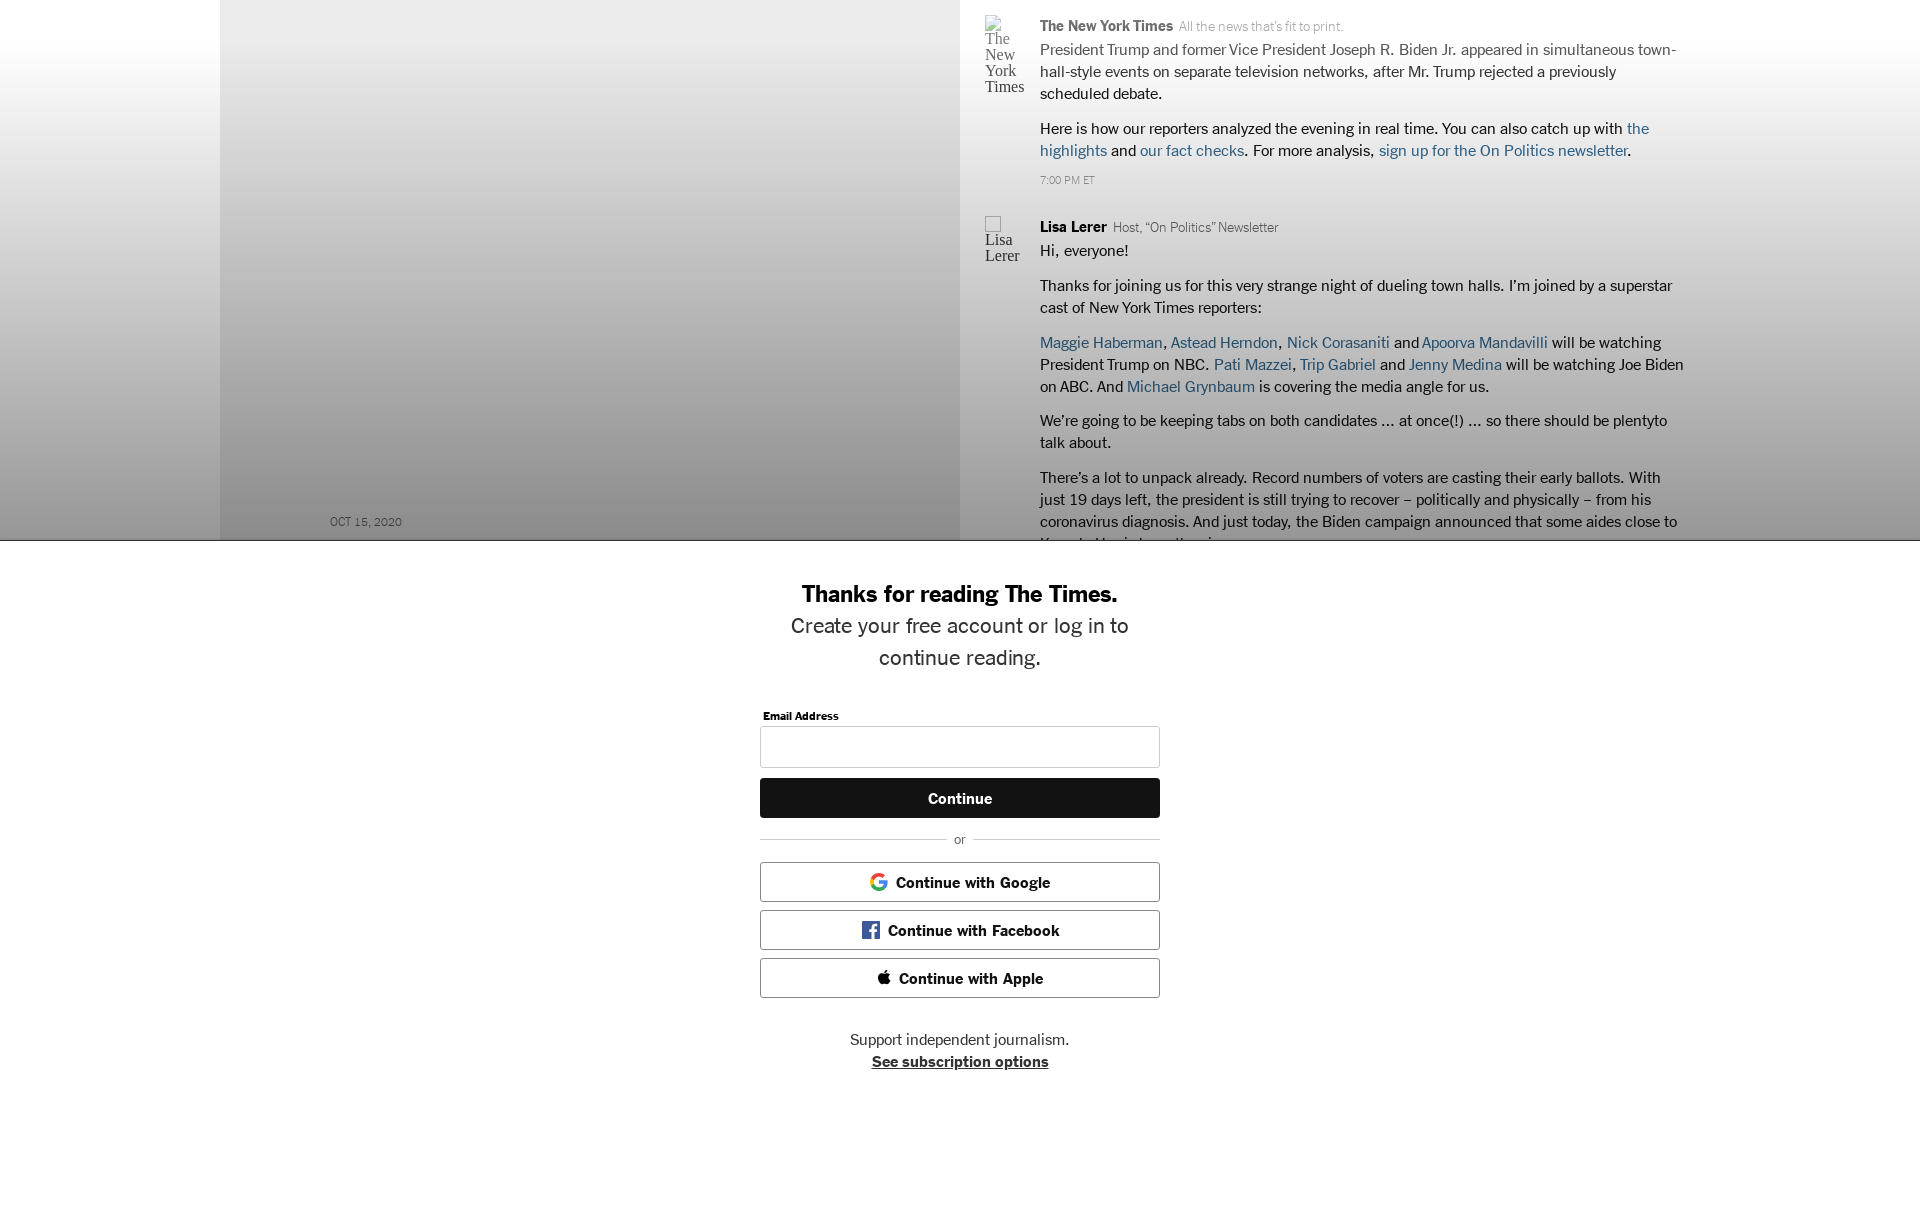 The New York Times All the news that's fit to print.
The
New
York
Times
President Trump and former Vice President Joseph R. Biden Jr. appeared in simultaneous town-
hall-style events on separate television networks, after Mr. Trump rejected a previously
scheduled debate.
Here is how our reporters analyzed the evening in real time. You can also catch up with the
highlights and our fact checks. For more analysis, sign up for the On Politics newsletter.
7:00 PM ET
Lisa
Lerer
Lisa Lerer Host, “On Politics” Newsletter
Hi, everyone!
Thanks for joining us for this very strange night of dueling town halls. I’m joined by a superstar
cast of New York Times reporters:
Maggie Haberman, Astead Herndon, Nick Corasaniti and Apoorva Mandavilli will be watching
President Trump on NBC. Pati Mazzei, Trip Gabriel and Jenny Medina will be watching Joe Biden
on ABC. And Michael Grynbaum is covering the media angle for us.
We’re going to be keeping tabs on both candidates … at once(!) … so there should be plentyto
talk about.
There’s a lot to unpack already. Record numbers of voters are casting their early ballots. With
just 19 days left, the president is still trying to recover – politically and physically – from his
coronavirus diagnosis. And just today, the Biden campaign announced that some aides close to
OCT 15, 2020
Thanks for reading The Times.
Create your free account or log in to
continue reading.
Email Address
Continue
or
Continue with Google
Continue with Facebook
Continue with Apple
Support independent journalism.
See subscription options